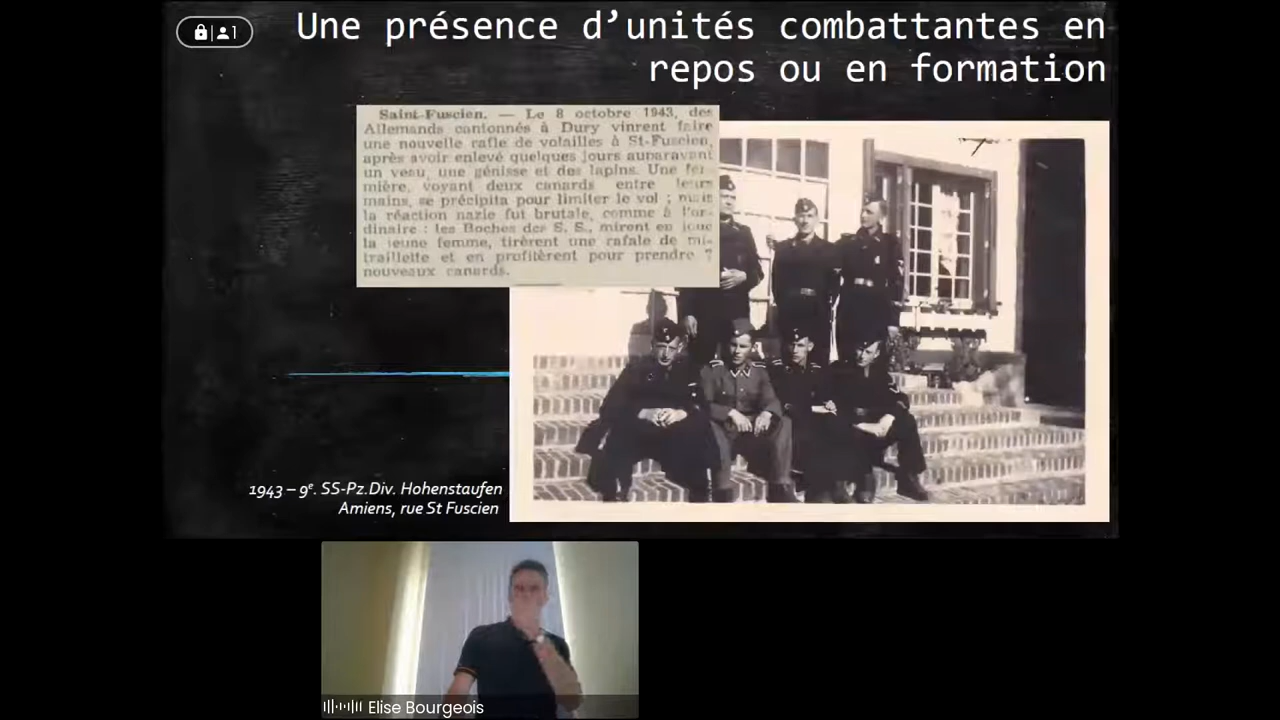 1
Une présence d’unités combattantes en
repos ou en formation
Saint-Fuscien. — Le 8 octobre 1943, des
Allemands cantonnés à Dury vinrent faire
une nouvelle rafle de volailles à St-Fuscien,
après avoir enlevé quelques jours auparavant
un veau, une génisse et des lapins. Une fer-
mière, voyant deux canards entre leurs
mains, se précipita pour limiter le vol ; mais
la réaction nazie fut brutale, comme à l'or-
dinaire : les Boches des S. S., mirent en joue
la jeune femme, tirèrent une rafale de mi-
traillette et en profitèrent pour prendre 7
nouveaux canards.
1943 – 9e. SS-Pz.Div. Hohenstaufen
Amiens, rue St Fuscien
Elise Bourgeois